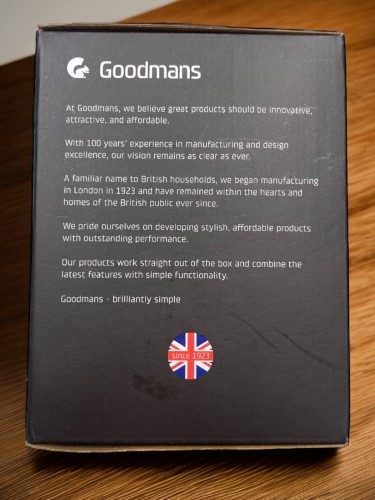 Goodmans
At Goodmans, we believe great products should be innovative,
attractive, and affordable.
With 100 years' experience in manufacturing and design
excellence, our vision remains as clear as ever.
A familiar name to British households, we began manufacturing
in London in 1923 and have remained within the hearts and
homes of the British public ever since.
We pride ourselves on developing stylish, affordable products
with outstanding performance.
Our products work straight out of the box and combine the
latest features with simple functionality.
Goodmans - brilliantly simple
since 1923